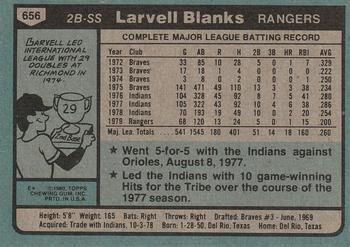 656
2B-SS Larvell Blanks RANGERS
LARVELL LED INTERNATIONAL LEAGUE WITH 29 DOUBLES AT RICHMOND IN 1974.
29
2nd Base
COMPLETE MAJOR LEAGUE BATTING RECORD
Year Club G AB R H 2B 3B HR RBI AVG
1972 Braves 33 85 10 28 5 0 1 7 .329
1973 Braves 17 18 1 4 0 0 0 0 .222
1974 Braves 3 8 0 2 0 0 0 .250
1975 Braves 141 471 49 110 13 3 3 38 .234
1976 Indians 104 328 45 92 8 7 5 41 .280
1977 Indians 105 322 43 92 10 4 6 38 .286
1978 Indians 70 193 19 49 10 0 2 20 .254
1979 Rangers 68 120 13 24 5 0 1 15 .200
Maj. Lea. Totals 541 1545 180 401 51 14 18 160 .260
★ Went 5-for-5 with the Indians against
Orioles, August 8, 1977.
★ Led the Indians with 10 game-winning
Hits for the Tribe over the course of the
1977 season.
E* ©1980, TOPPS
CHEWING GUM, INC.
PRTD. IN U.S.A.
Height: 5'8" Weight: 165 Bats: Right Throws: Right Drafted: Braves #3 - June, 1969
Acquired: Trade with Indians, 10-3-78 Born: 1-28-50, Del Rio, Texas Home: Del Rio, Texas